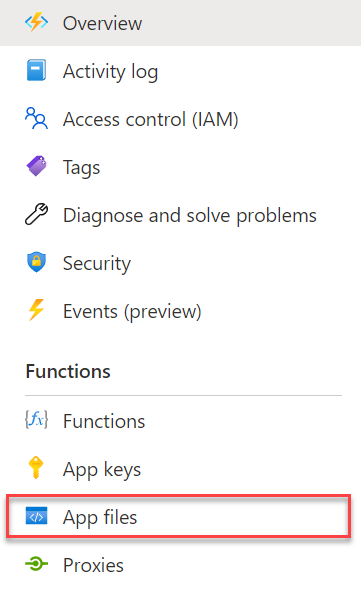 Overview
Activity log
Access control (IAM)
Tags
Diagnose and solve problems
Security
Events (preview)
Functions
Functions
App keys
App files
Proxies